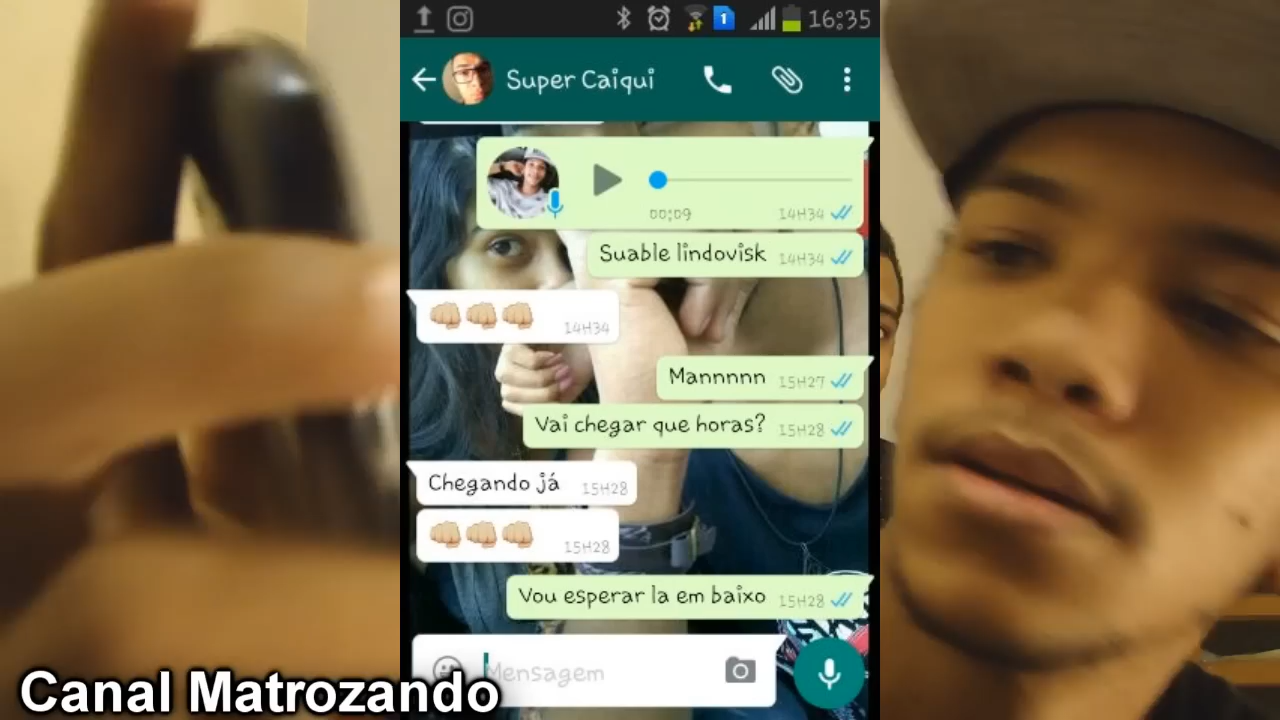 1
16:35
Super Caiqui
00:09
14H34
Suable lindovisk 14H34
14H34
Mannnnn 15H27
Vai chegar que horas? 15H28
Chegando já 15H28
15H28
Vou esperar la em baixo 15H28
Mensagem
Canal Matrozando